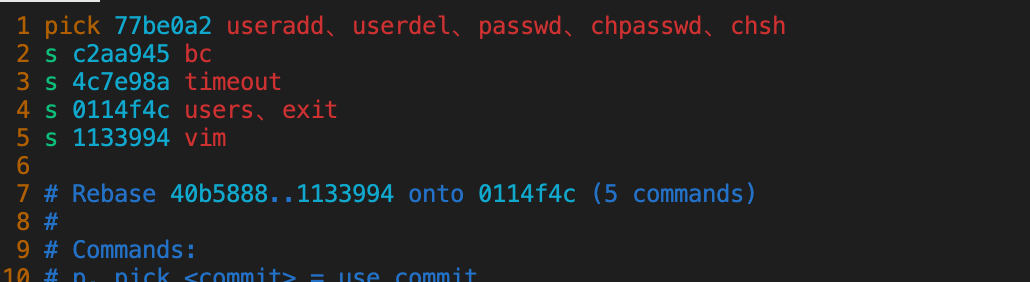 1 pick 77be0a2 useradd、userdel、passwd、chpasswd、chsh
2 s c2aa945 bc
3 s 4c7e98a timeout
4 s 0114f4c users、exit
5 s 1133994 vim
6
7 # Rebase 40b5888..1133994 onto 0114f4c (5 commands)
8 #
9 # Commands:
10 # p, pick <commit> = use commit